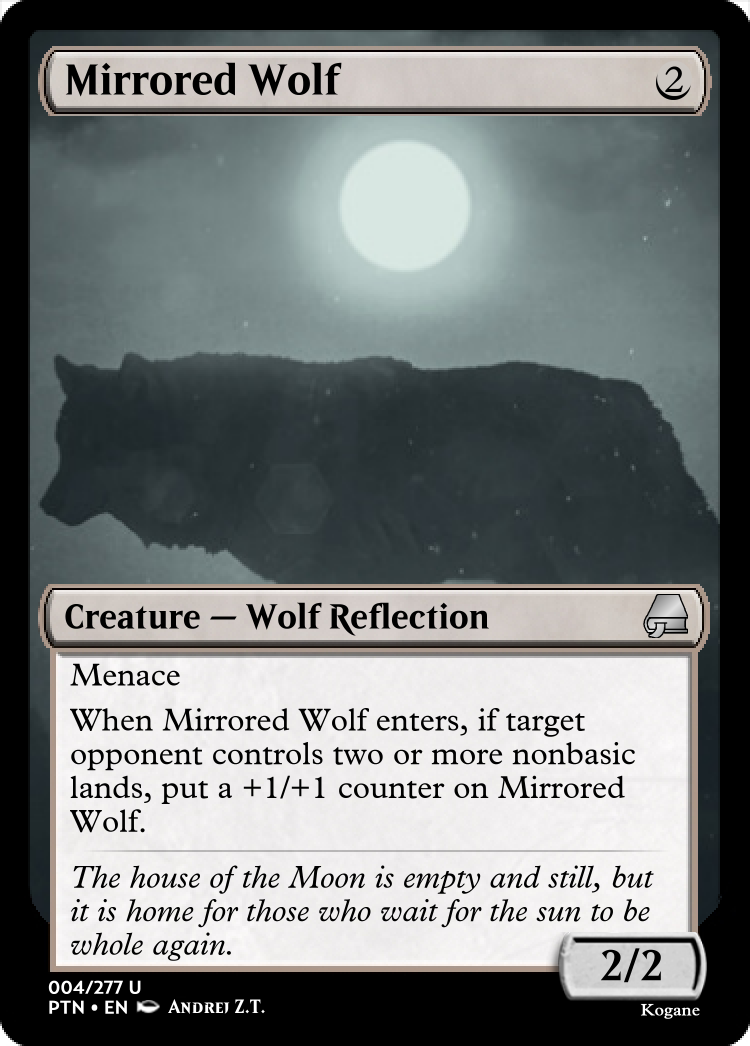 Mirrored Wolf 2
Creature — Wolf Reflection
Menace
When Mirrored Wolf enters, if target
opponent controls two or more nonbasic
lands, put a +1/+1 counter on Mirrored
Wolf.
The house of the Moon is empty and still, but
it is home for those who wait for the sun to be
whole again.
2/2
004/277 U
PTN • EN Andrej Z.T.
Kogane